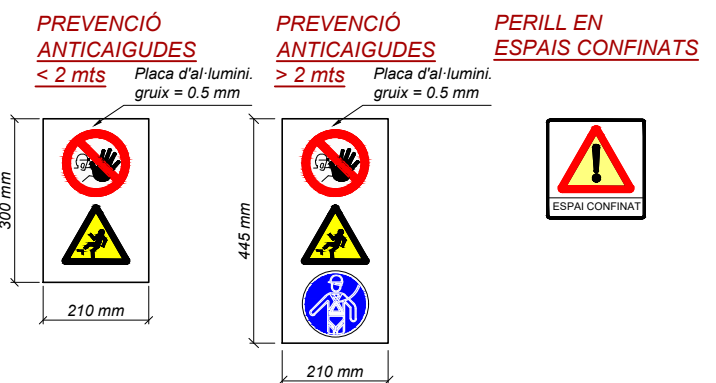 PREVENCIÓ
ANTICAIGUDES
< 2 mts
Placa d'al·lumini.
gruix = 0.5 mm
300 mm
210 mm
PREVENCIÓ
ANTICAIGUDES
> 2 mts
Placa d'al·lumini.
gruix = 0.5 mm
445 mm
210 mm
PERILL EN
ESPAIS CONFINATS
ESPAI CONFINAT